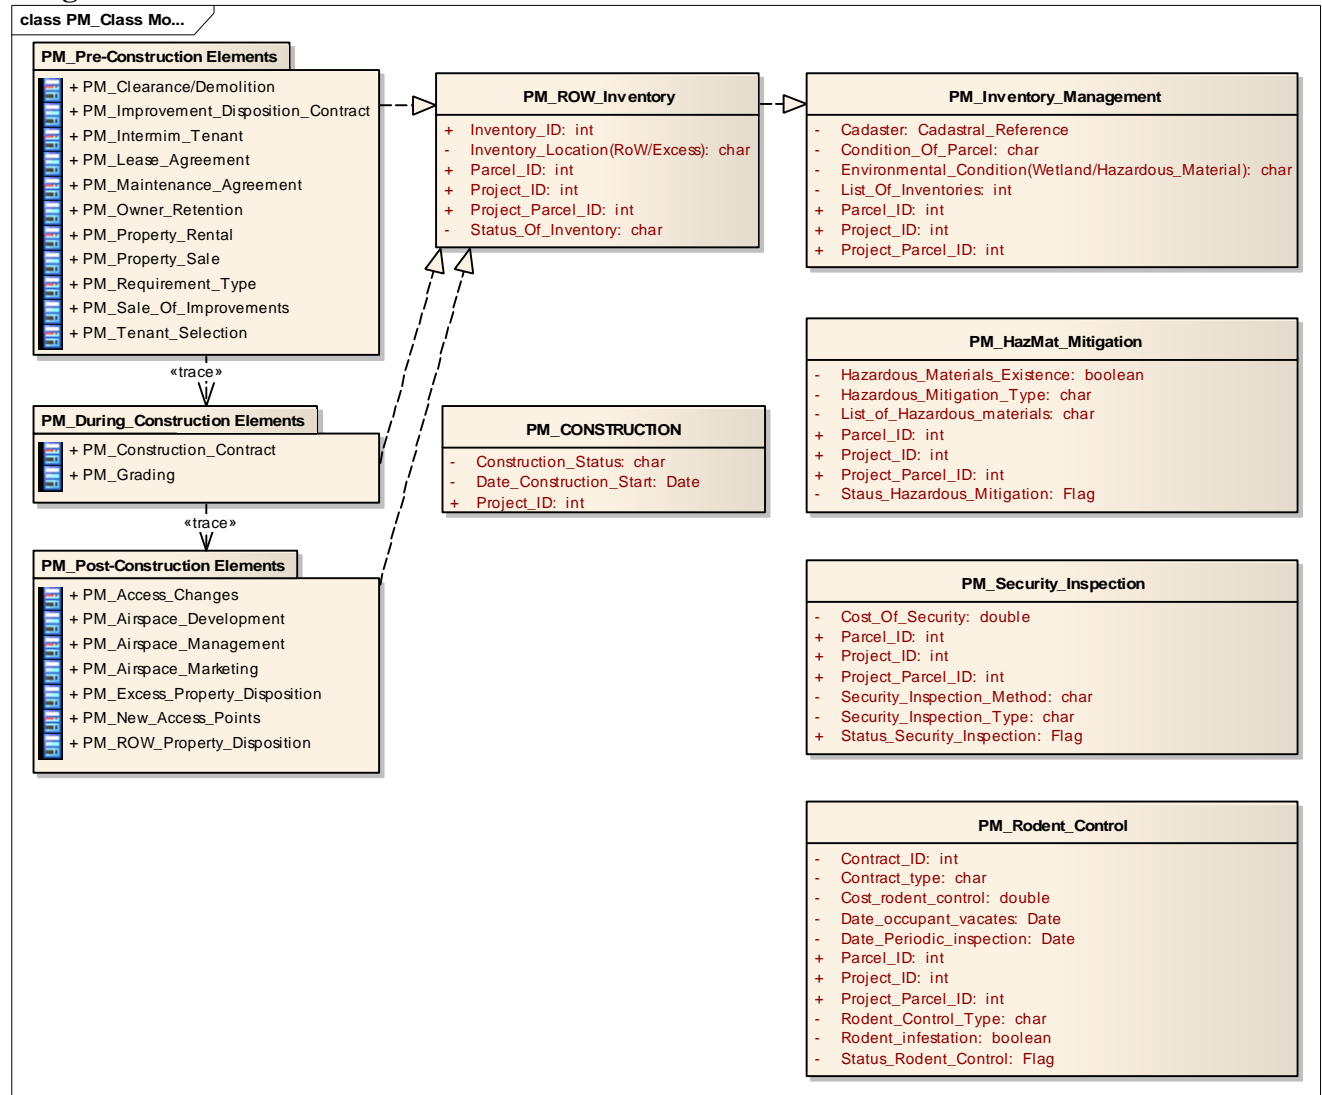 class PM_Class Mo...
PM_Pre-Construction Elements
+ PM_Clearance/Demolition
+ PM_Improvement_Disposition_Contract
+ PM_Intermim_Tenant
+ PM_Lease_Agreement
+ PM_Maintenance_Agreement
+ PM_Owner_Retention
+ PM_Property_Rental
+ PM_Property_Sale
+ PM_Requirement_Type
+ PM_Sale_Of_Improvements
+ PM_Tenant_Selection
«trace»
PM_During_Construction Elements
+ PM_Construction_Contract
+ PM_Grading
«trace»
PM_Post-Construction Elements
+ PM_Access_Changes
+ PM_Airspace_Development
+ PM_Airspace_Management
+ PM_Airspace_Marketing
+ PM_Excess_Property_Disposition
+ PM_New_Access_Points
+ PM_ROW_Property_Disposition
PM_ROW_Inventory
+ Inventory_ID: int
- Inventory_Location(RoW/Excess): char
+ Parcel_ID: int
+ Project_ID: int
+ Project_Parcel_ID: int
- Status_Of_Inventory: char
PM_CONSTRUCTION
- Construction_Status: char
- Date_Construction_Start: Date
+ Project_ID: int
PM_Inventory_Management
- Cadaster: Cadastral_Reference
- Condition_Of_Parcel: char
- Environmental_Condition(Wetland/Hazardous_Material): char
- List_Of_Inventories: int
+ Parcel_ID: int
+ Project_ID: int
+ Project_Parcel_ID: int
PM_HazMat_Mitigation
- Hazardous_Materials_Existence: boolean
- Hazardous_Mitigation_Type: char
- List_of_Hazardous_materials: char
+ Parcel_ID: int
+ Project_ID: int
+ Project_Parcel_ID: int
- Staus_Hazardous_Mitigation: Flag
PM_Security_Inspection
- Cost_Of_Security: double
+ Parcel_ID: int
+ Project_ID: int
+ Project_Parcel_ID: int
- Security_Inspection_Method: char
- Security_Inspection_Type: char
+ Status_Security_Inspection: Flag
PM_Rodent_Control
- Contract_ID: int
- Contract_type: char
- Cost_rodent_control: double
- Date_occupant_vacates: Date
- Date_Periodic_inspection: Date
+ Parcel_ID: int
+ Project_ID: int
+ Project_Parcel_ID: int
- Rodent_Control_Type: char
- Rodent_infestation: boolean
- Status_Rodent_Control: Flag